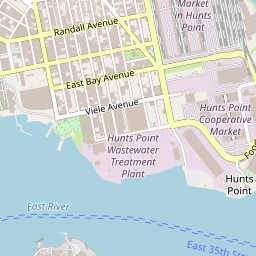 Market
in Hunts
Point
Randall Avenue
East Bay Avenue
Viele Avenue
Hunts Point
Cooperative
Market
Hunts Point
Wastewater
Treatment
Plant
Foo
Hunts
Point
East River
East 35th St